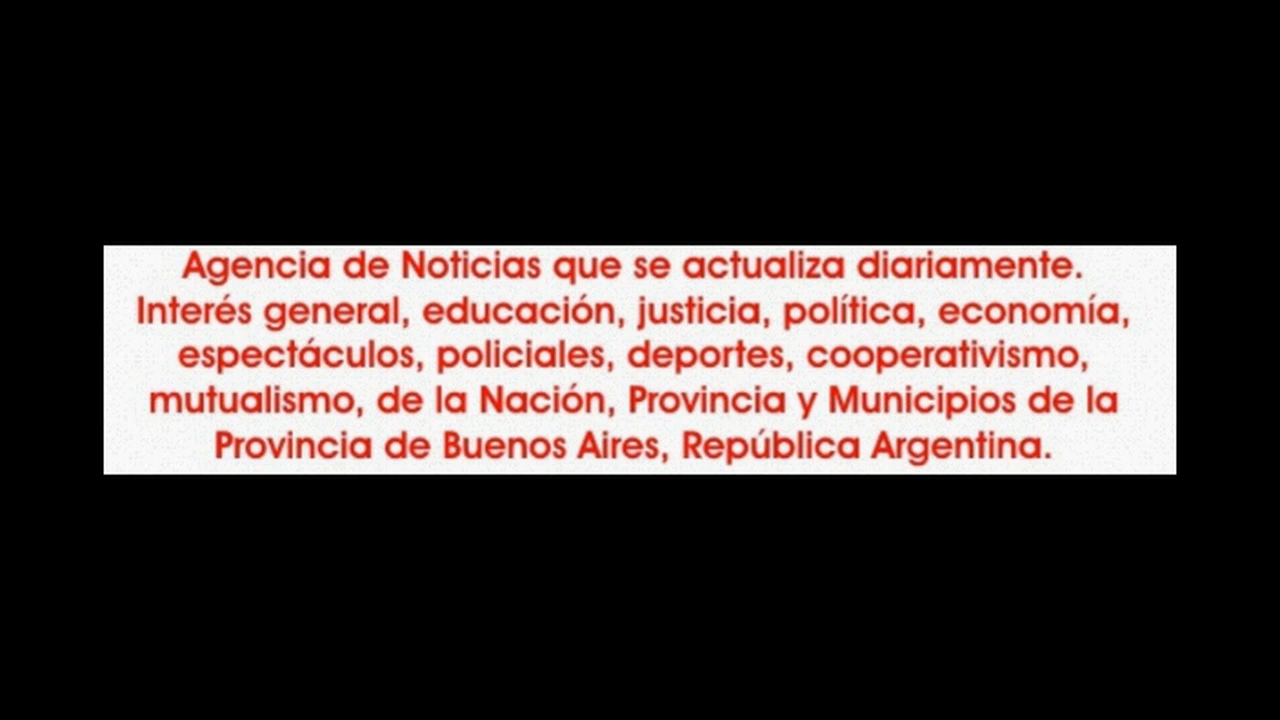 Agencia de Noticias que se actualiza diariamente.
Interés general, educación, justicia, política, economía,
espectáculos, policiales, deportes, cooperativismo,
mutualismo, de la Nación, Provincia y Municipios de la
Provincia de Buenos Aires, República Argentina.